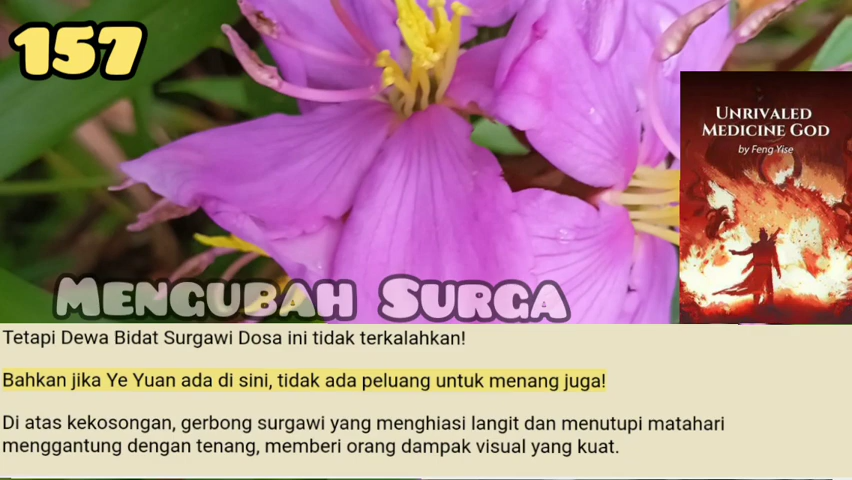 157
UNRIVALED
MEDICINE GOD
by Feng Yise
MENGUBAH SURGA
Tetapi Dewa Bidat Surgawi Dosa ini tidak terkalahkan!
Bahkan jika Ye Yuan ada di sini, tidak ada peluang untuk menang juga!
Di atas kekosongan, gerbong surgawi yang menghiasi langit dan menutupi matahari
menggantung dengan tenang, memberi orang dampak visual yang kuat.